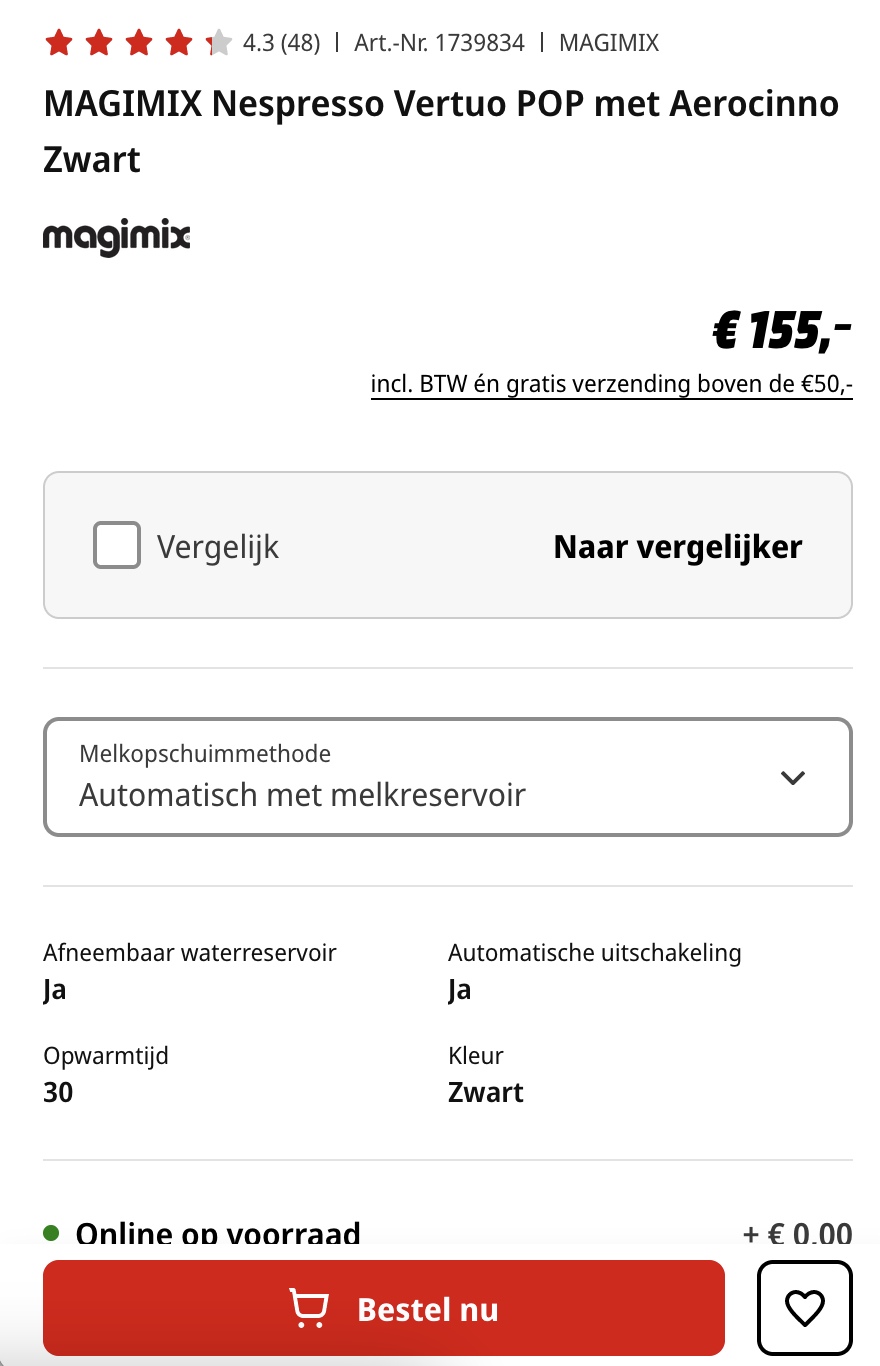 4.3 (48) | Art.-Nr. 1739834 | MAGIMIX
MAGIMIX Nespresso Vertuo POP met Aerocinno
Zwart
magimix
€ 155,-
incl. BTW én gratis verzending boven de €50,-
Vergelijk Naar vergelijker
Melkopschuimmethode
Automatisch met melkreservoir
Afneembaar waterreservoir Automatische uitschakeling
Ja Ja
Opwarmtijd Kleur
30 Zwart
Online op voorraad + € 0.00
Bestel nu